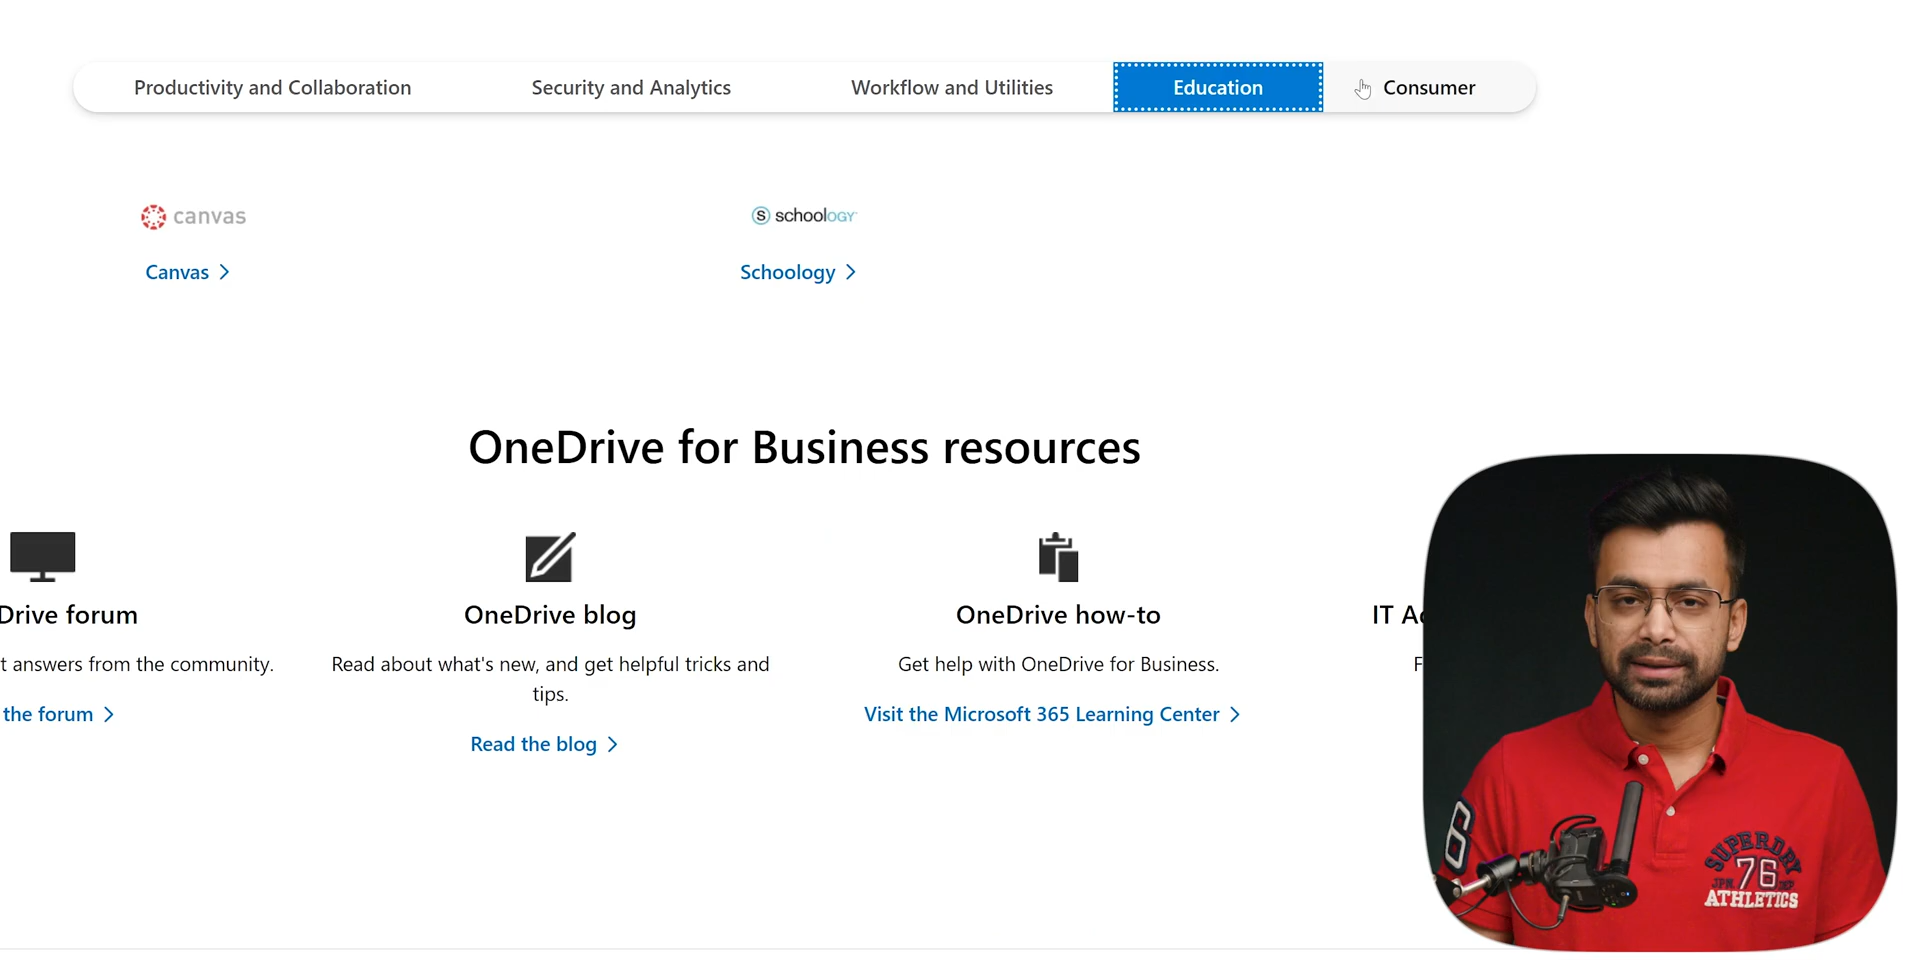 Productivity and Collaboration
Security and Analytics
Workflow and Utilities
Education
Consumer
canvas
Schoology
Canvas
Schoology
OneDrive for Business resources
Drive forum
OneDrive blog
OneDrive how-to
IT
answers from the community.
Read about what's new, and get helpful tricks and
tips.
Get help with OneDrive for Business.
the forum
Read the blog
Visit the Microsoft 365 Learning Center
6
SUPERDRY
76
ATHLETICS